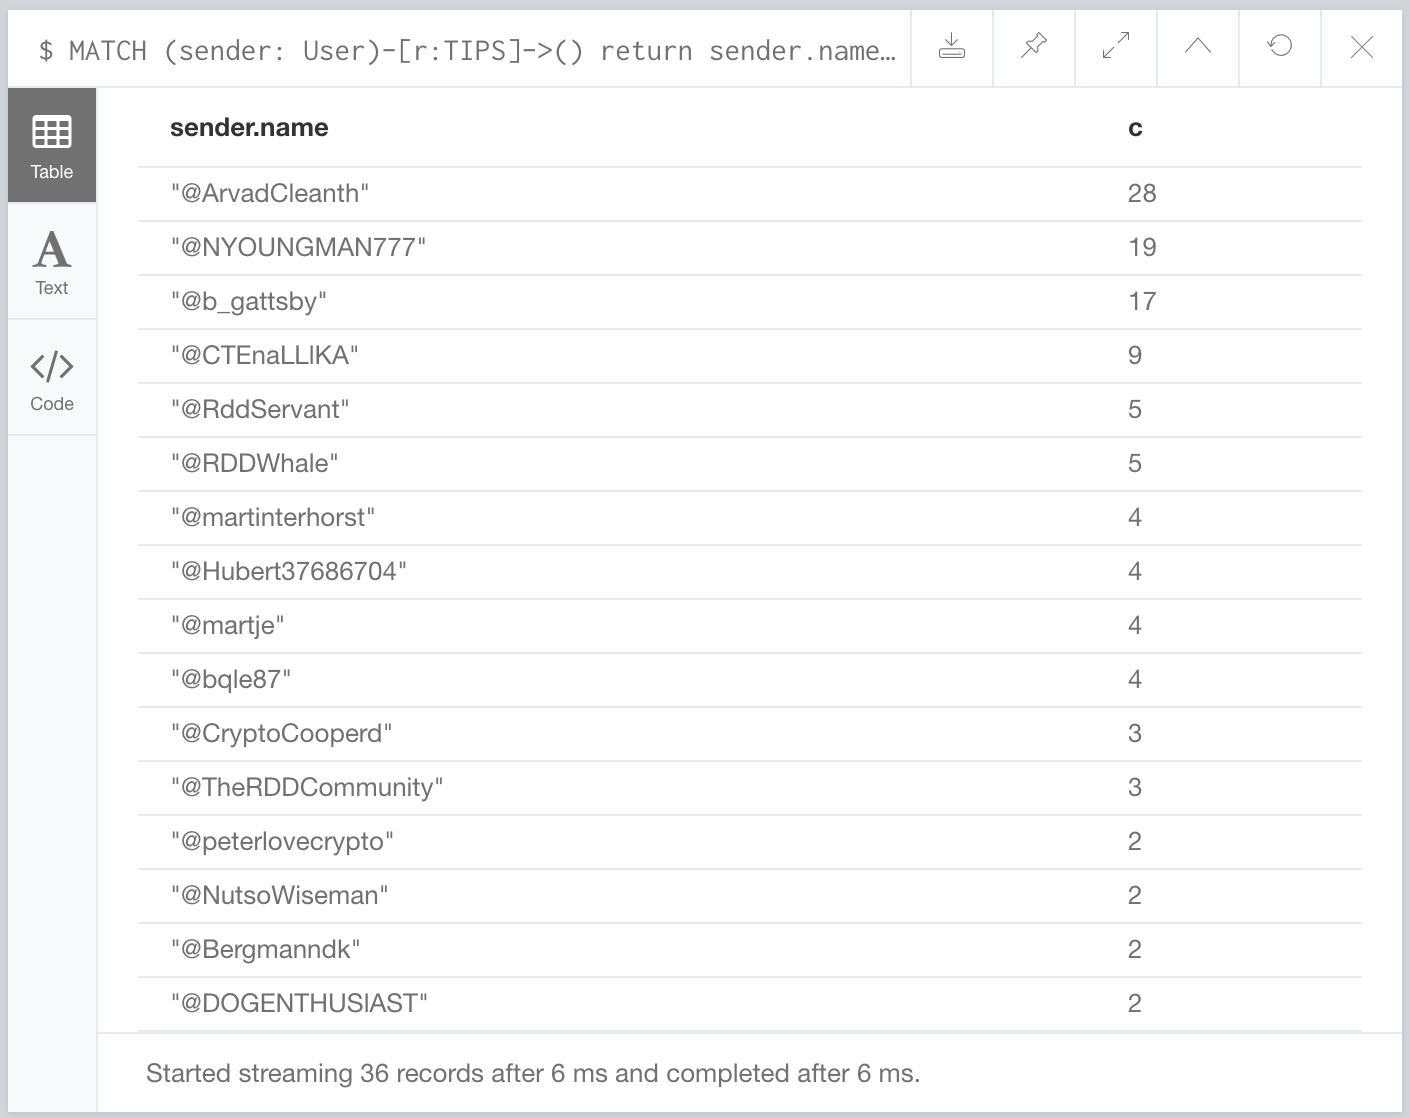 $ MATCH (sender: User)-[r:TIPS]->() return sender.name…
Table
Text
Code
sender.name c
"@ArvadCleanth" 28
"@NYOUNGMAN777" 19
"@b_gattsby" 17
"@CTEnaLLIKA" 9
"@RddServant" 5
"@RDDWhale" 5
"@martinterhorst" 4
"@Hubert37686704" 4
"@martje" 4
"@bqle87" 4
"@CryptoCooperd" 3
"@TheRDDCommunity" 3
"@peterlovecrypto" 2
"@NutsoWiseman" 2
"@Bergmanndk" 2
"@DOGENTHUSIAST" 2
Started streaming 36 records after 6 ms and completed after 6 ms.